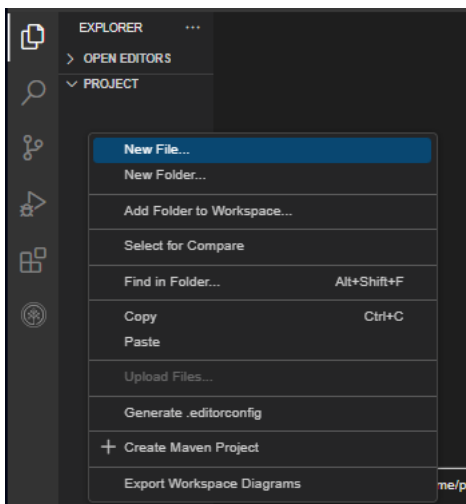 EXPLORER
OPEN EDITORS
PROJECT
New File...
New Folder...
Add Folder to Workspace...
Select for Compare
Find in Folder... Alt+Shift+F
Copy Ctrl+C
Paste
Upload Files...
Generate .editorconfig
Create Maven Project
Export Workspace Diagrams
me/p